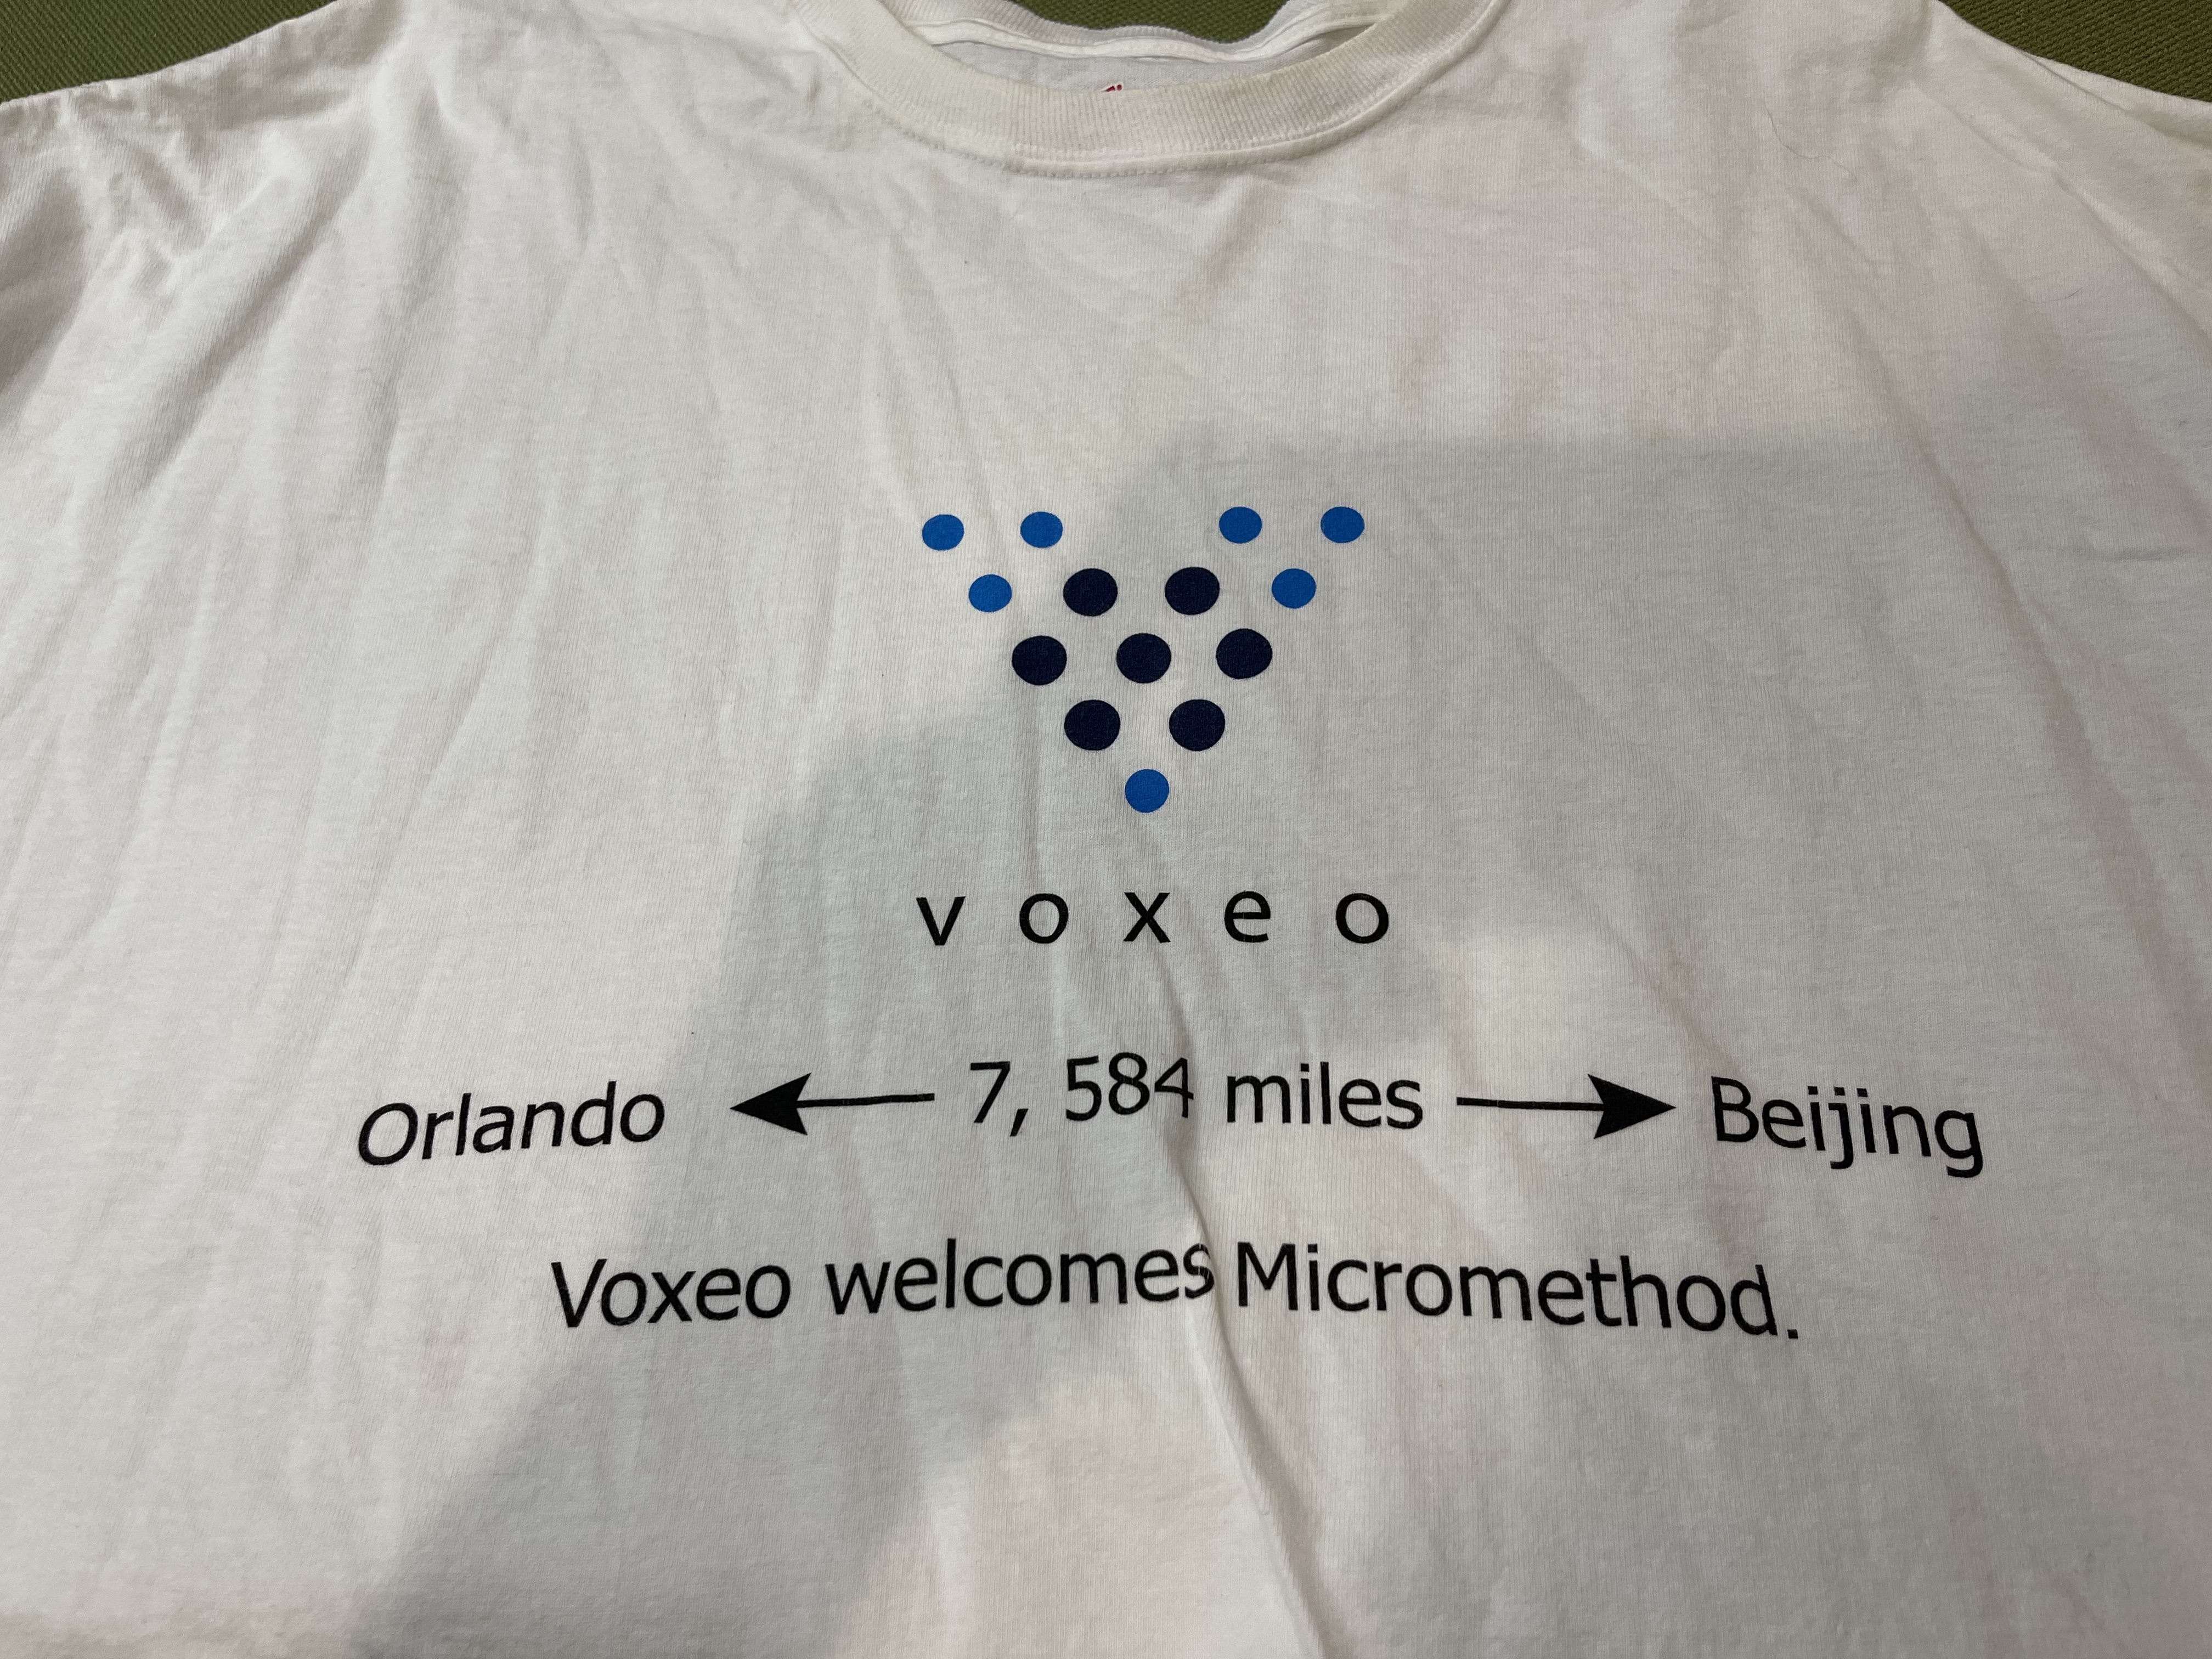 voxeo
Orlando 7, 584 miles Beijing
Voxeo welcomes Micromethod.